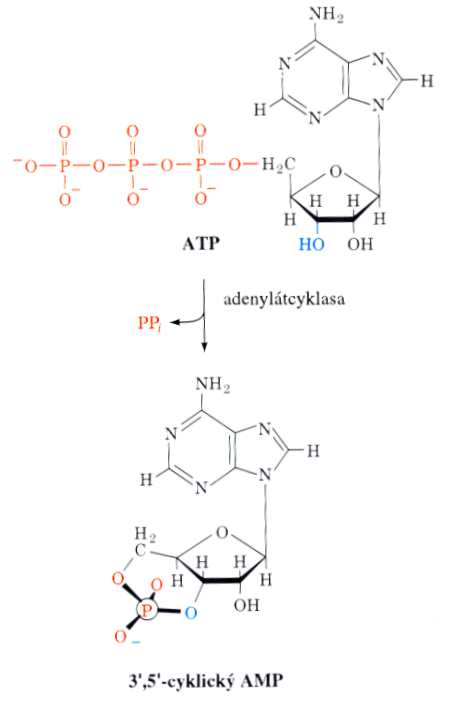 NH₂
N
N
H
N
N
H
O O O
⁻O—P—O—P—O—P—O—H₂C
O⁻ O⁻ O⁻
O
H H
H H
HO OH
ATP
adenylátcyklasa
PPᵢ
NH₂
N
N
H
H
N
N
H₂
C
O
H H
H H
O O
P
O
OH
O⁻
3',5'-cyklický AMP